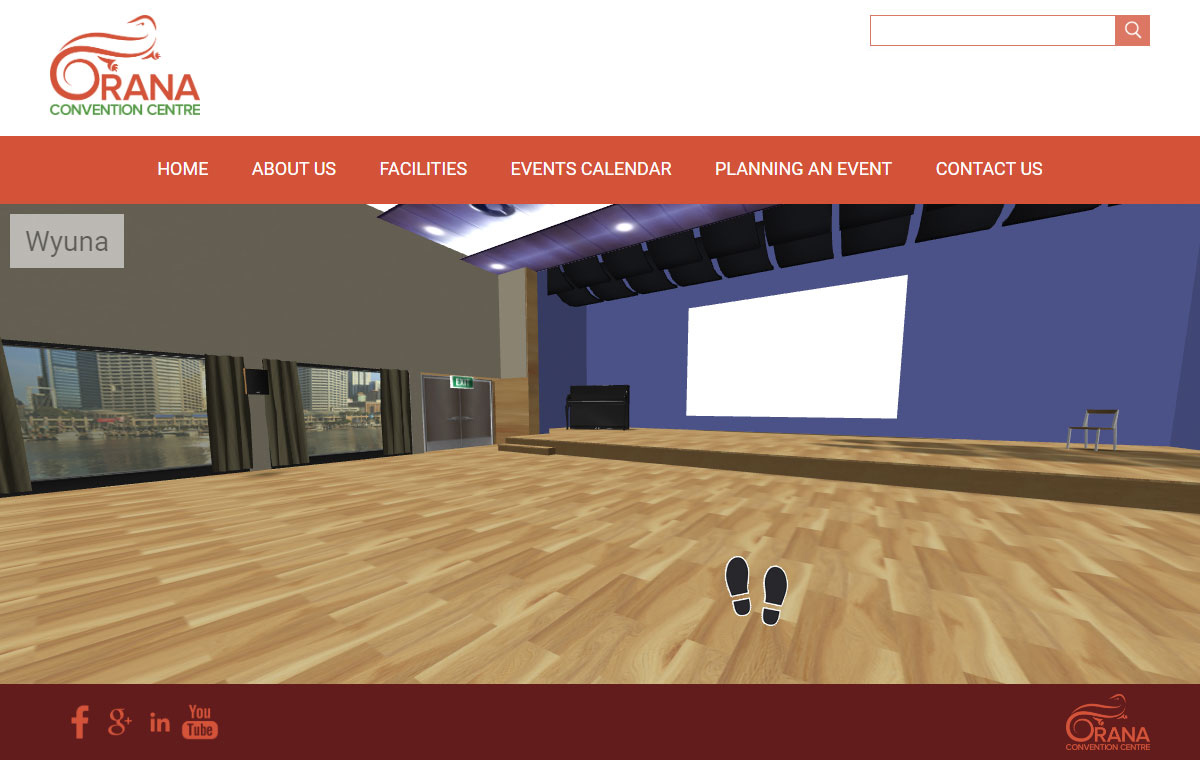 ORANA
CONVENTION CENTRE
HOME ABOUT US FACILITIES EVENTS CALENDAR PLANNING AN EVENT CONTACT US
Wyuna
EXIT
f g+ in You Tube
ORANA
CONVENTION CENTRE